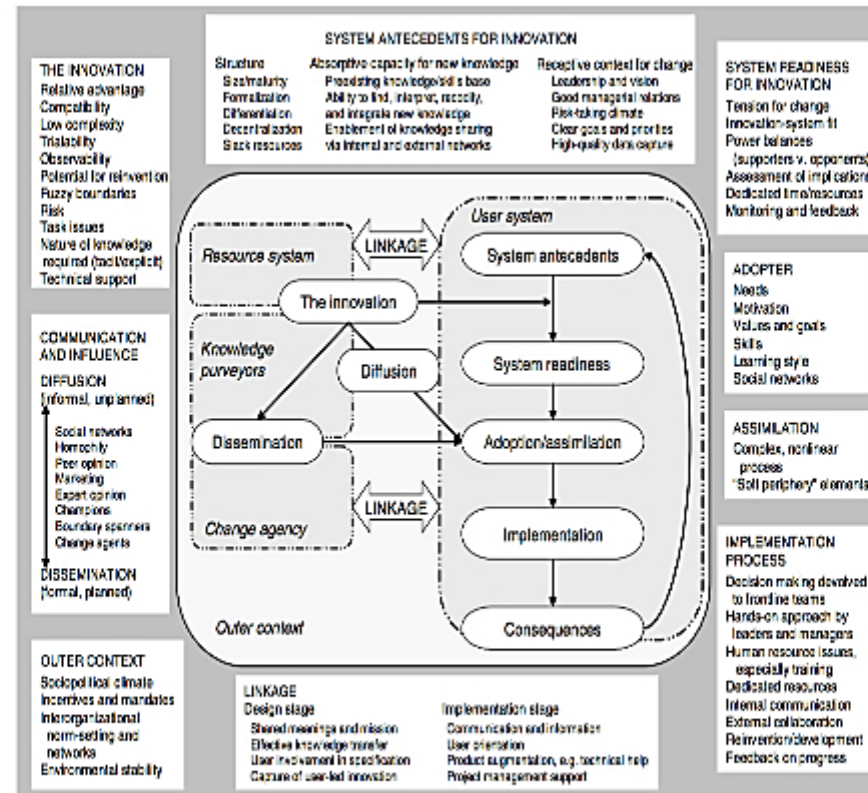 SYSTEM ANTECEDENTS FOR INNOVATION
Structure
Size/maturity
Formalization
Differentiation
Decentralization
Slack resources
Absorptive capacity for new knowledge
Preexisting knowledge/skills base
Ability to find, interpret, recodify,
and integrate new knowledge
Enablement of knowledge sharing
via internal and external networks
Receptive context for change
Leadership and vision
Good managerial relations
Risk-taking climate
Clear goals and priorities
High-quality data capture
THE INNOVATION
Relative advantage
Compatibility
Low complexity
Trialability
Observability
Potential for reinvention
Fuzzy boundaries
Risk
Task issues
Nature of knowledge
required (tacit/explicit)
Technical support
COMMUNICATION
AND INFLUENCE
DIFFUSION
(informal, unplanned)
Social networks
Homophily
Peer opinion
Marketing
Expert opinion
Champions
Boundary spanners
Change agents
DISSEMINATION
(formal, planned)
OUTER CONTEXT
Sociopolitical climate
Incentives and mandates
Interorganizational
norm-setting and
networks
Environmental stability
Resource system
LINKAGE
User system
System antecedents
The innovation
Knowledge
purveyors
Diffusion
System readiness
Dissemination
Adoption/assimilation
LINKAGE
Change agency
Implementation
Outer context
Consequences
LINKAGE
Design stage
Shared meanings and mission
Effective knowledge transfer
User involvement in specification
Capture of user-led innovation
Implementation stage
Communication and information
User orientation
Product augmentation, e.g. technical help
Project management support
SYSTEM READINESS
FOR INNOVATION
Tension for change
Innovation-system fit
Power balances
(supporters v. opponents)
Assessment of implications
Dedicated time/resources
Monitoring and feedback
ADOPTER
Needs
Motivation
Values and goals
Skills
Learning style
Social networks
ASSIMILATION
Complex, nonlinear
process
"Soft periphery" elements
IMPLEMENTATION
PROCESS
Decision making devolved
to frontline teams
Hands-on approach by
leaders and managers
Human resource issues,
especially training
Dedicated resources
Internal communication
External collaboration
Reinvention/development
Feedback on progress